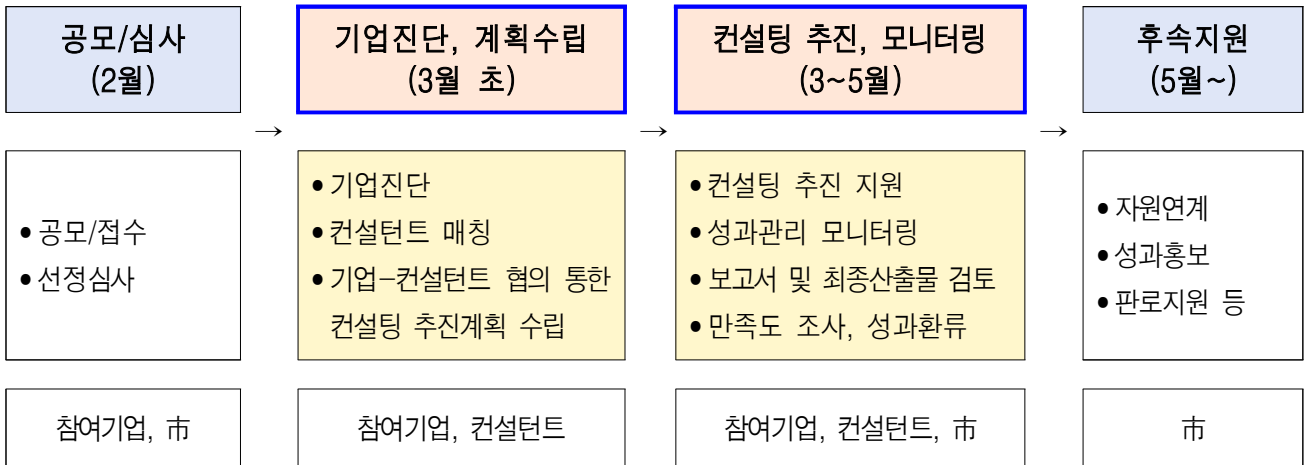 공모/심사
(2월)
→
기업진단, 계획수립
(3월 초)
→
컨설팅 추진, 모니터링
(3~5월)
→
후속지원
(5월~)
• 공모/접수
• 선정심사
• 기업진단
• 컨설턴트 매칭
• 기업-컨설턴트 협의 통한
컨설팅 추진계획 수립
• 컨설팅 추진 지원
• 성과관리 모니터링
• 보고서 및 최종산출물 검토
• 만족도 조사, 성과환류
• 자원연계
• 성과홍보
• 판로지원 등
참여기업, 市
참여기업, 컨설턴트
참여기업, 컨설턴트, 市
市